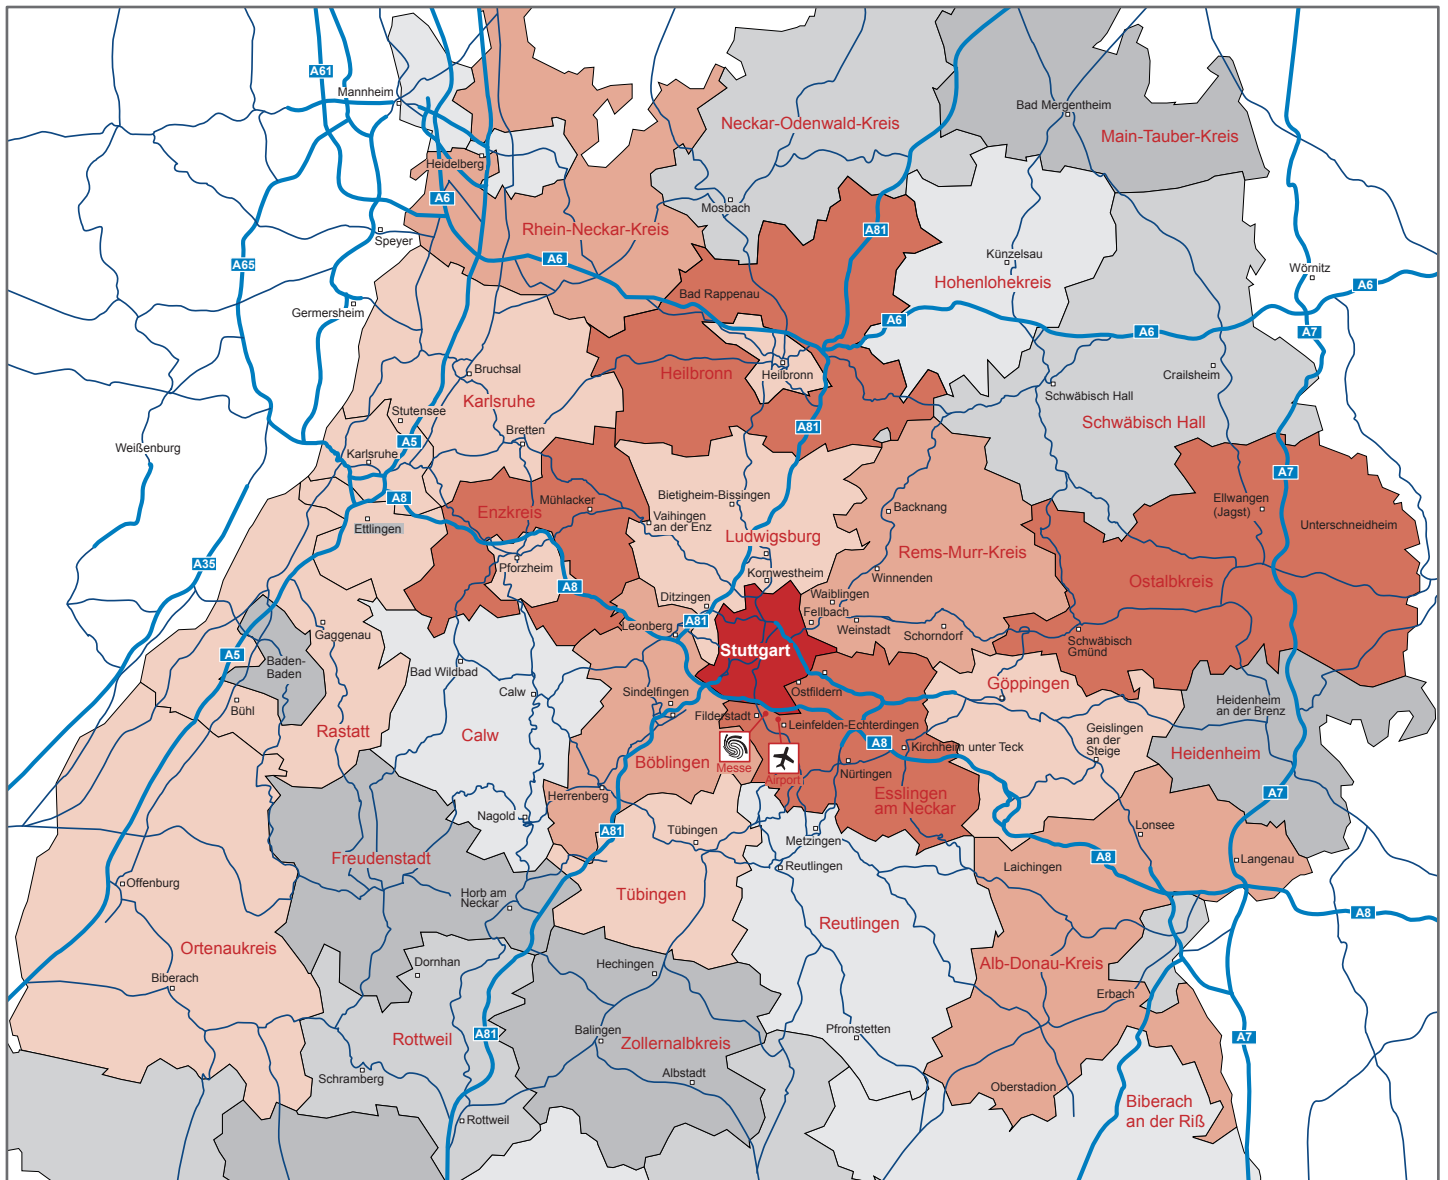 A61
Mannheim
Neckar-Odenwald-Kreis
Bad Mergentheim
Main-Tauber-Kreis
Heidelberg
A6
Mosbach
Rhein-Neckar-Kreis
A81
Speyer
A65
A6
Künzelsau
Hohenlohekreis
Wörnitz
A6
Bad Rappenau
Germersheim
A6
A6
A7
Bruchsal
Heilbronn
Heilbronn
Crailsheim
Karlsruhe
Schwäbisch Hall
Stutensee
Schwäbisch Hall
Bretten
A81
A5
Weißenburg
Karlsruhe
A7
A8
Mühlacker
Bietigheim-Bissingen
Ellwangen
(Jagst)
Enzkreis
Vaihingen
an der Enz
Backnang
Unterschneidheim
Ettlingen
Ludwigsburg
Rems-Murr-Kreis
A35
Pforzheim
Kornwestheim
Winnenden
Ostalbkreis
A8
Ditzingen
Waiblingen
Fellbach
Leonberg
A81
Weinstadt
Schorndorf
Gaggenau
Schwäbisch
Gmünd
A5
Stuttgart
Baden-
Baden
Bad Wildbad
Calw
Sindelfingen
Ostfildern
Göppingen
Heidenheim
an der Brenz
Bühl
Filderstadt
Leinfelden-Echterdingen
Rastatt
Calw
A8
Kirchheim unter Teck
Geislingen
an der
Steige
Heidenheim
Böblingen
Messe
Airport
Nürtingen
Herrenberg
Esslingen
am Neckar
A7
Nagold
A81
Tübingen
Metzingen
Lonsee
Freudenstadt
Reutlingen
Laichingen
A8
Langenau
Offenburg
Horb am
Neckar
Tübingen
Reutlingen
A8
Ortenaukreis
Dornhan
Hechingen
Alb-Donau-Kreis
Biberach
Erbach
Rottweil
A81
Balingen
Zollernalbkreis
Pfronstetten
A7
Schramberg
Albstadt
Oberstadion
Rottweil
Biberach
an der Riß